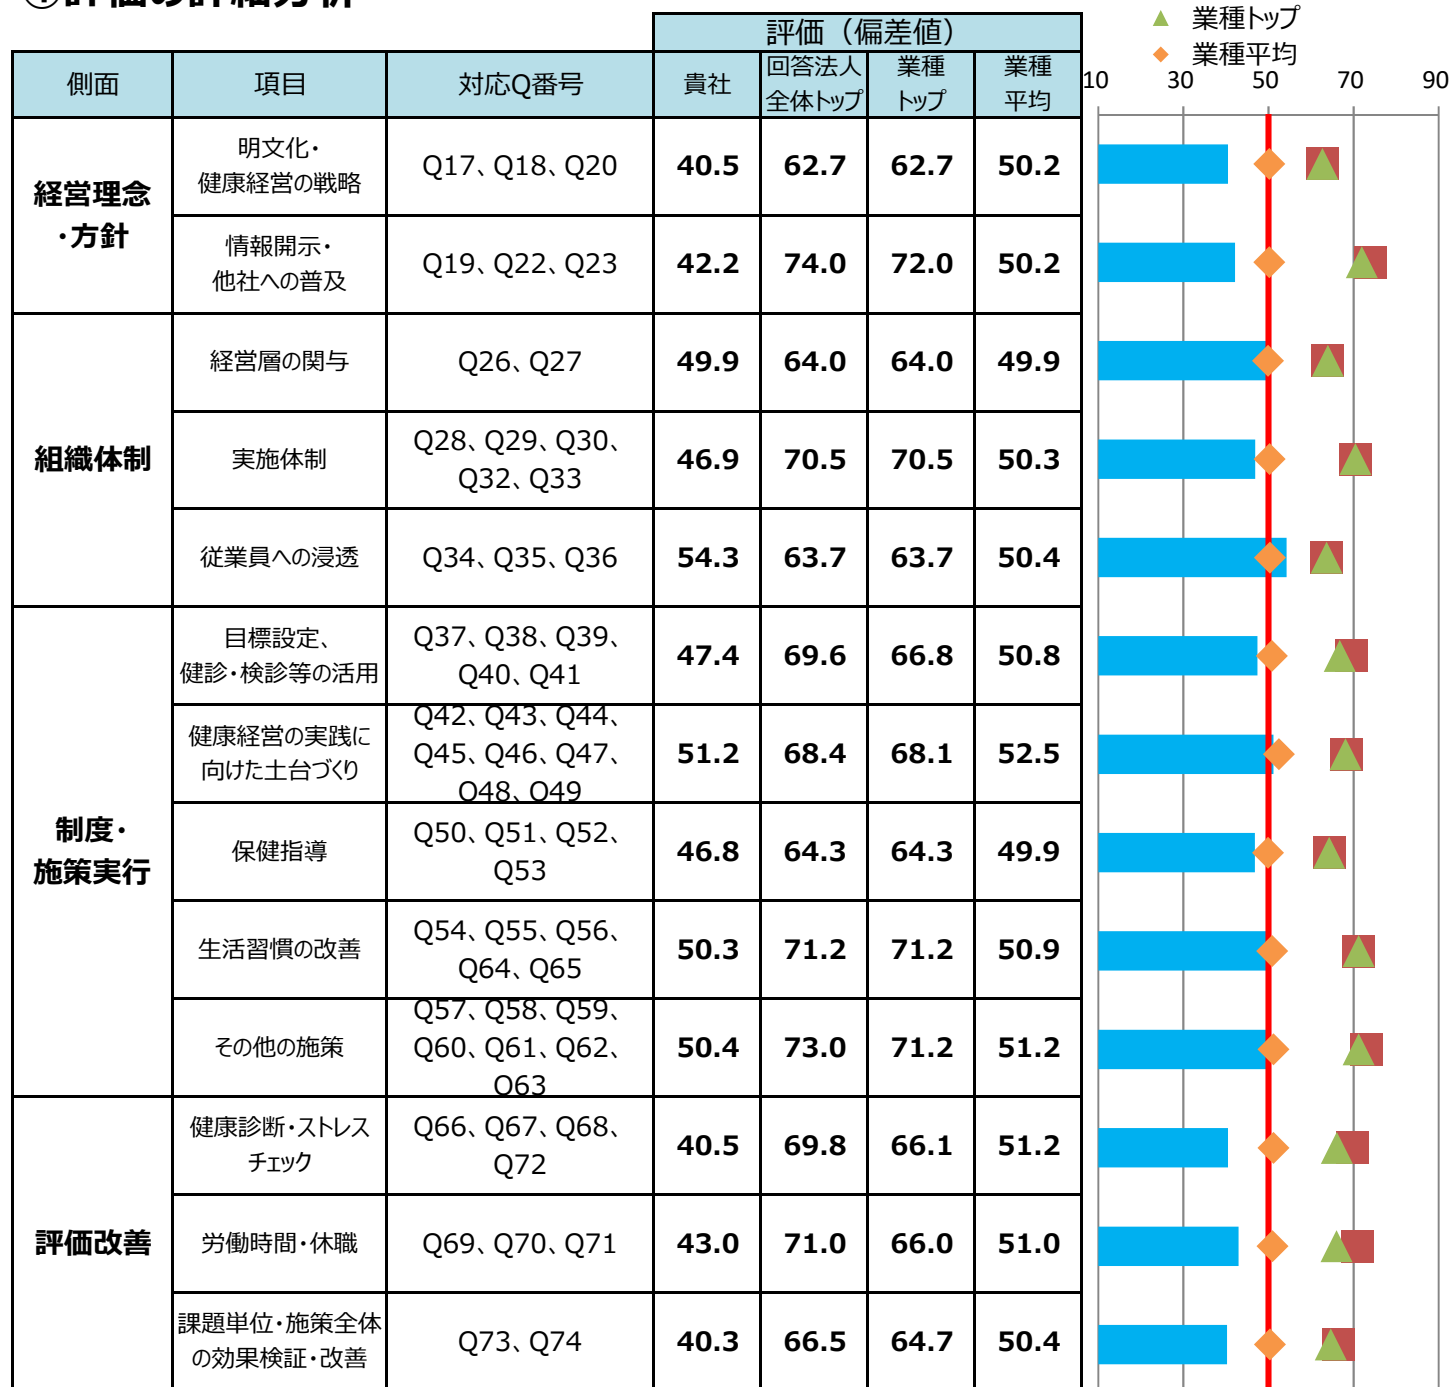 ①評価の詳細分析
▲ 業種トップ
◆ 業種平均
評価（偏差値）
側面 項目 対応Q番号 貴社 回答法人 業種 業種
全体トップ トップ 平均
10 30 50 70 90
経営理念
・方針
明文化・
健康経営の戦略
Q17、Q18、Q20 40.5 62.7 62.7 50.2
情報開示・
他社への普及
Q19、Q22、Q23 42.2 74.0 72.0 50.2
組織体制
経営層の関与 Q26、Q27 49.9 64.0 64.0 49.9
実施体制
Q28、Q29、Q30、
Q32、Q33
46.9 70.5 70.5 50.3
従業員への浸透 Q34、Q35、Q36 54.3 63.7 63.7 50.4
制度・
施策実行
目標設定、
健診・検診等の活用
Q37、Q38、Q39、
Q40、Q41
47.4 69.6 66.8 50.8
健康経営の実践に
向けた土台づくり
Q42、Q43、Q44、
Q45、Q46、Q47、
Q48、Q49
51.2 68.4 68.1 52.5
保健指導
Q50、Q51、Q52、
Q53
46.8 64.3 64.3 49.9
生活習慣の改善
Q54、Q55、Q56、
Q64、Q65
50.3 71.2 71.2 50.9
その他の施策
Q57、Q58、Q59、
Q60、Q61、Q62、
Q63
50.4 73.0 71.2 51.2
評価改善
健康診断・ストレス
チェック
Q66、Q67、Q68、
Q72
40.5 69.8 66.1 51.2
労働時間・休職 Q69、Q70、Q71 43.0 71.0 66.0 51.0
課題単位・施策全体
の効果検証・改善
Q73、Q74 40.3 66.5 64.7 50.4